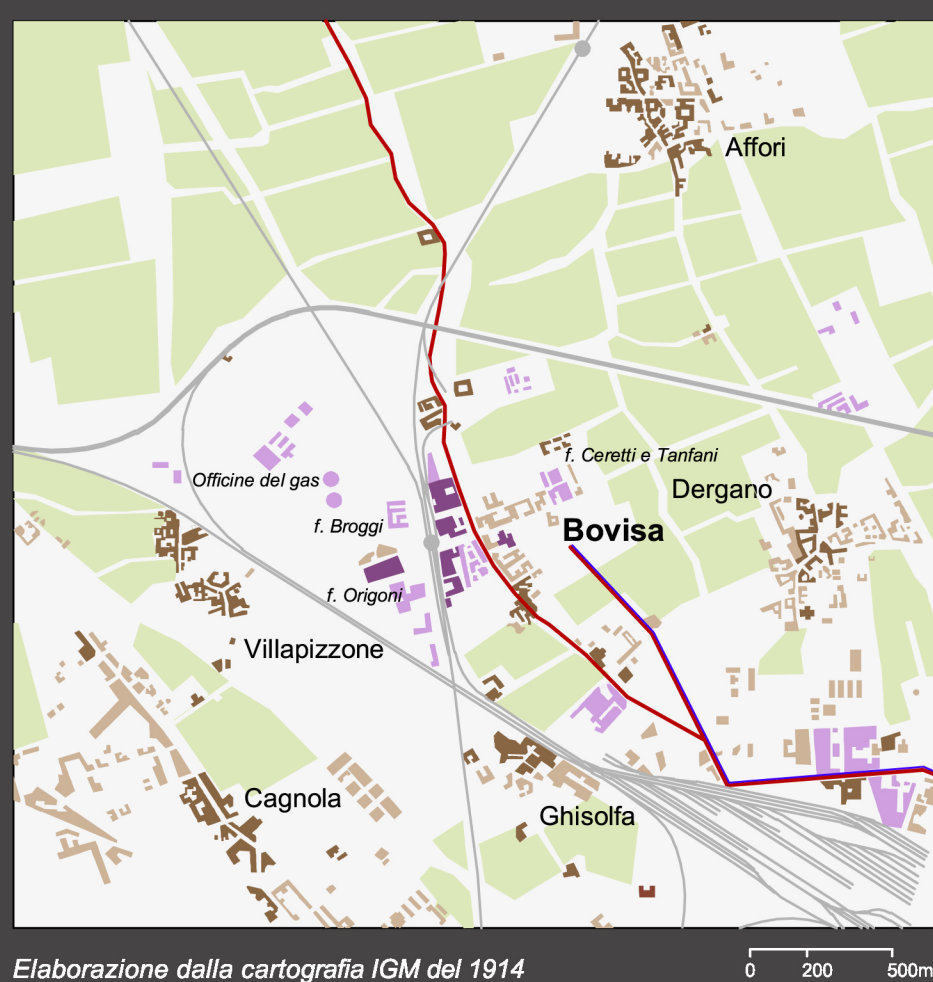 Affori
f. Ceretti e Tanfani
Officine del gas
Dergano
f. Broggi
Bovisa
f. Origoni
Villapizzone
Cagnola
Ghisolfa
Elaborazione dalla cartografia IGM del 1914
0 200 500m